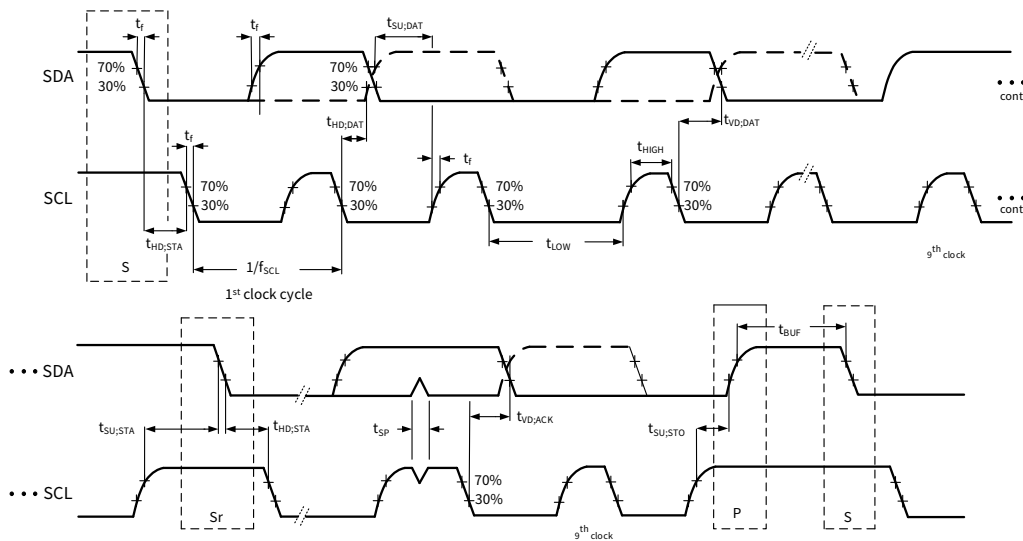 tf tf tSU;DAT
SDA 70% 70%
30% 30%
••• cont
tHD;DAT tVD;DAT
tf tf tHIGH
SCL 70% 70% 70% 70%
30% 30% 30% 30%
••• cont
tHD;STA tLOW
S 1/fSCL 9th clock
1st clock cycle
tBUF
••• SDA
tSU;STA tHD;STA tSP tVD;ACK tSU;STO
70%
••• SCL 30%
Sr P S
9th clock